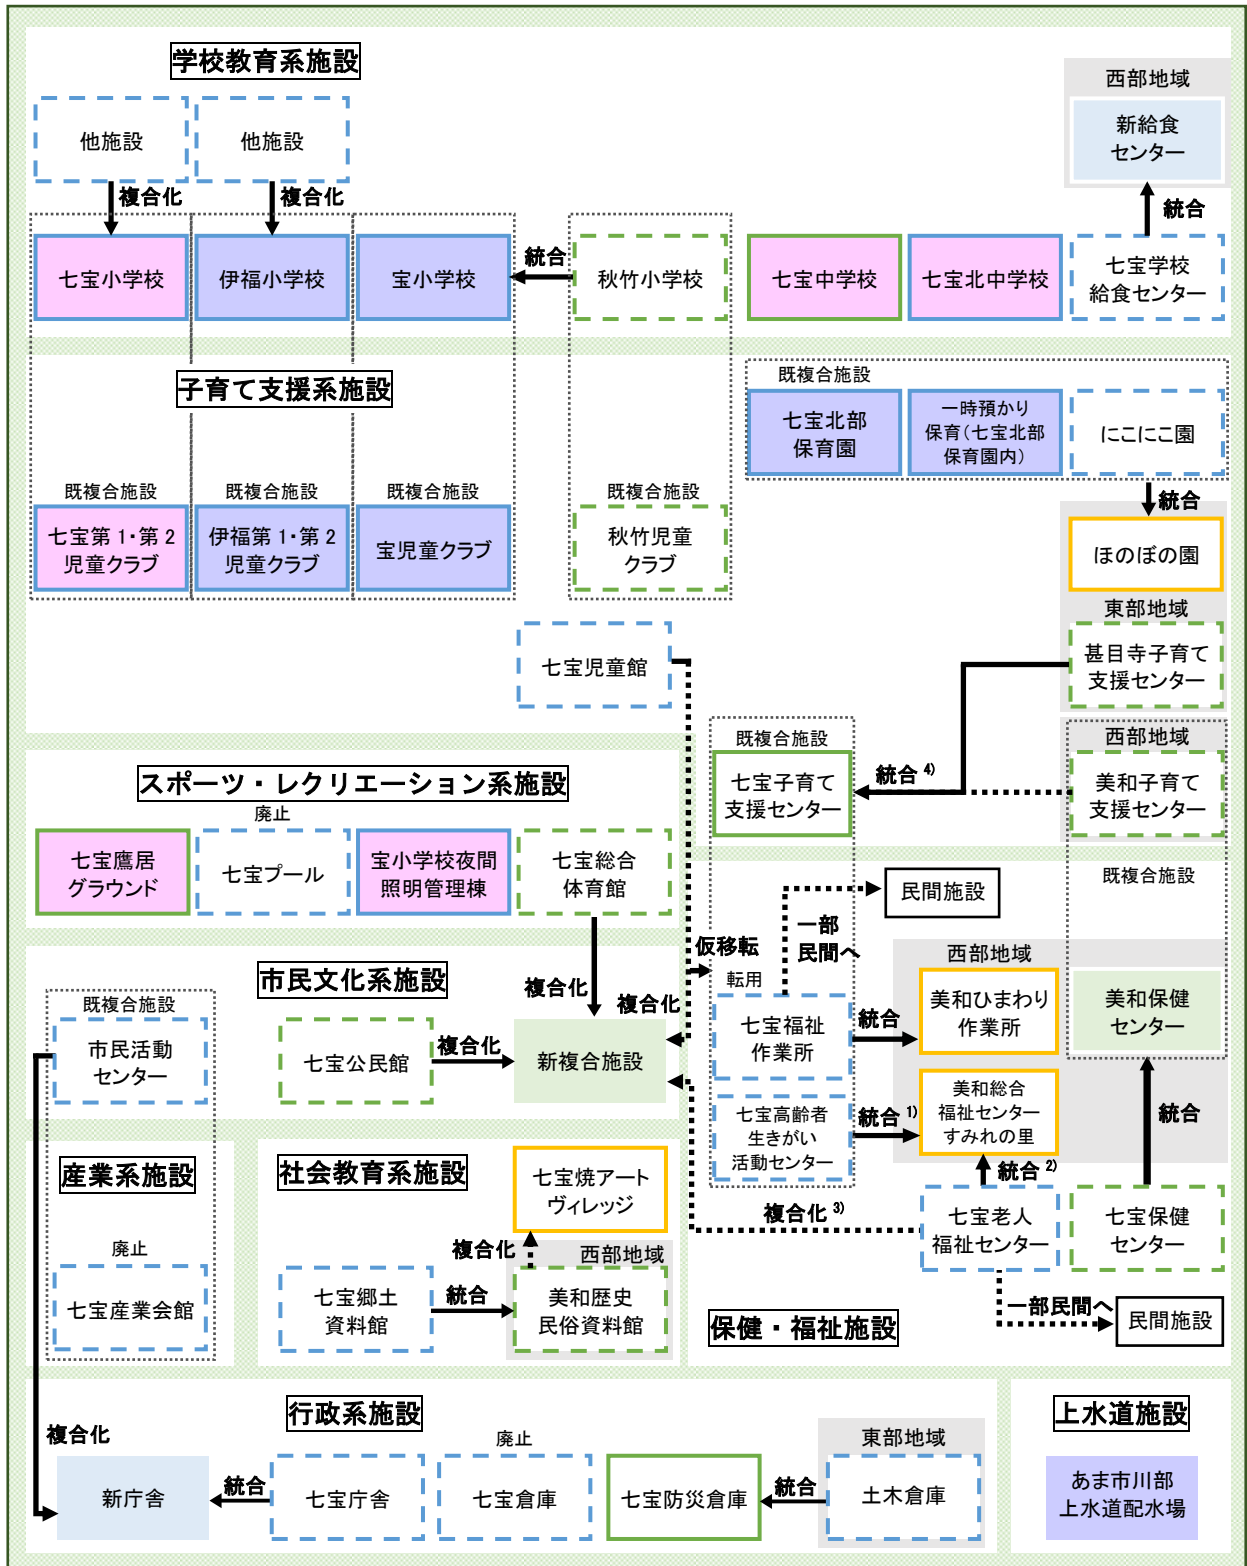 学校教育系施設
西部地域
新給食
センター
他施設
他施設
複合化
複合化
統合
七宝小学校
伊福小学校
宝小学校
統合
秋竹小学校
七宝中学校
七宝北中学校
七宝学校
給食センター
子育て支援系施設
既複合施設
七宝北部
保育園
一時預かり
保育（七宝北部
保育園内）
にこにこ園
統合
既複合施設
七宝第1・第2
児童クラブ
既複合施設
伊福第1・第2
児童クラブ
既複合施設
宝児童クラブ
既複合施設
秋竹児童
クラブ
ほのぼの園
東部地域
甚目寺子育て
支援センター
七宝児童館
既複合施設
七宝子育て
支援センター
統合 4)
西部地域
美和子育て
支援センター
既複合施設
スポーツ・レクリエーション系施設
廃止
七宝鷹居
グラウンド
七宝プール
宝小学校夜間
照明管理棟
七宝総合
体育館
民間施設
一部
民間へ
仮移転
転用
複合化
複合化
市民文化系施設
既複合施設
市民活動
センター
七宝公民館
複合化
新複合施設
西部地域
七宝福祉
作業所
統合
美和ひまわり
作業所
美和保健
センター
七宝高齢者
生きがい
活動センター
統合 1)
美和総合
福祉センター
すみれの里
統合
統合 2)
複合化 3)
七宝老人
福祉センター
七宝保健
センター
産業系施設
廃止
七宝産業会館
社会教育系施設
七宝焼アート
ヴィレッジ
複合化
西部地域
七宝郷土
資料館
統合
美和歴史
民俗資料館
保健・福祉施設
一部民間へ
民間施設
行政系施設
複合化
新庁舎
統合
七宝庁舎
廃止
七宝倉庫
七宝防災倉庫
統合
東部地域
土木倉庫
上水道施設
あま市川部
上水道配水場